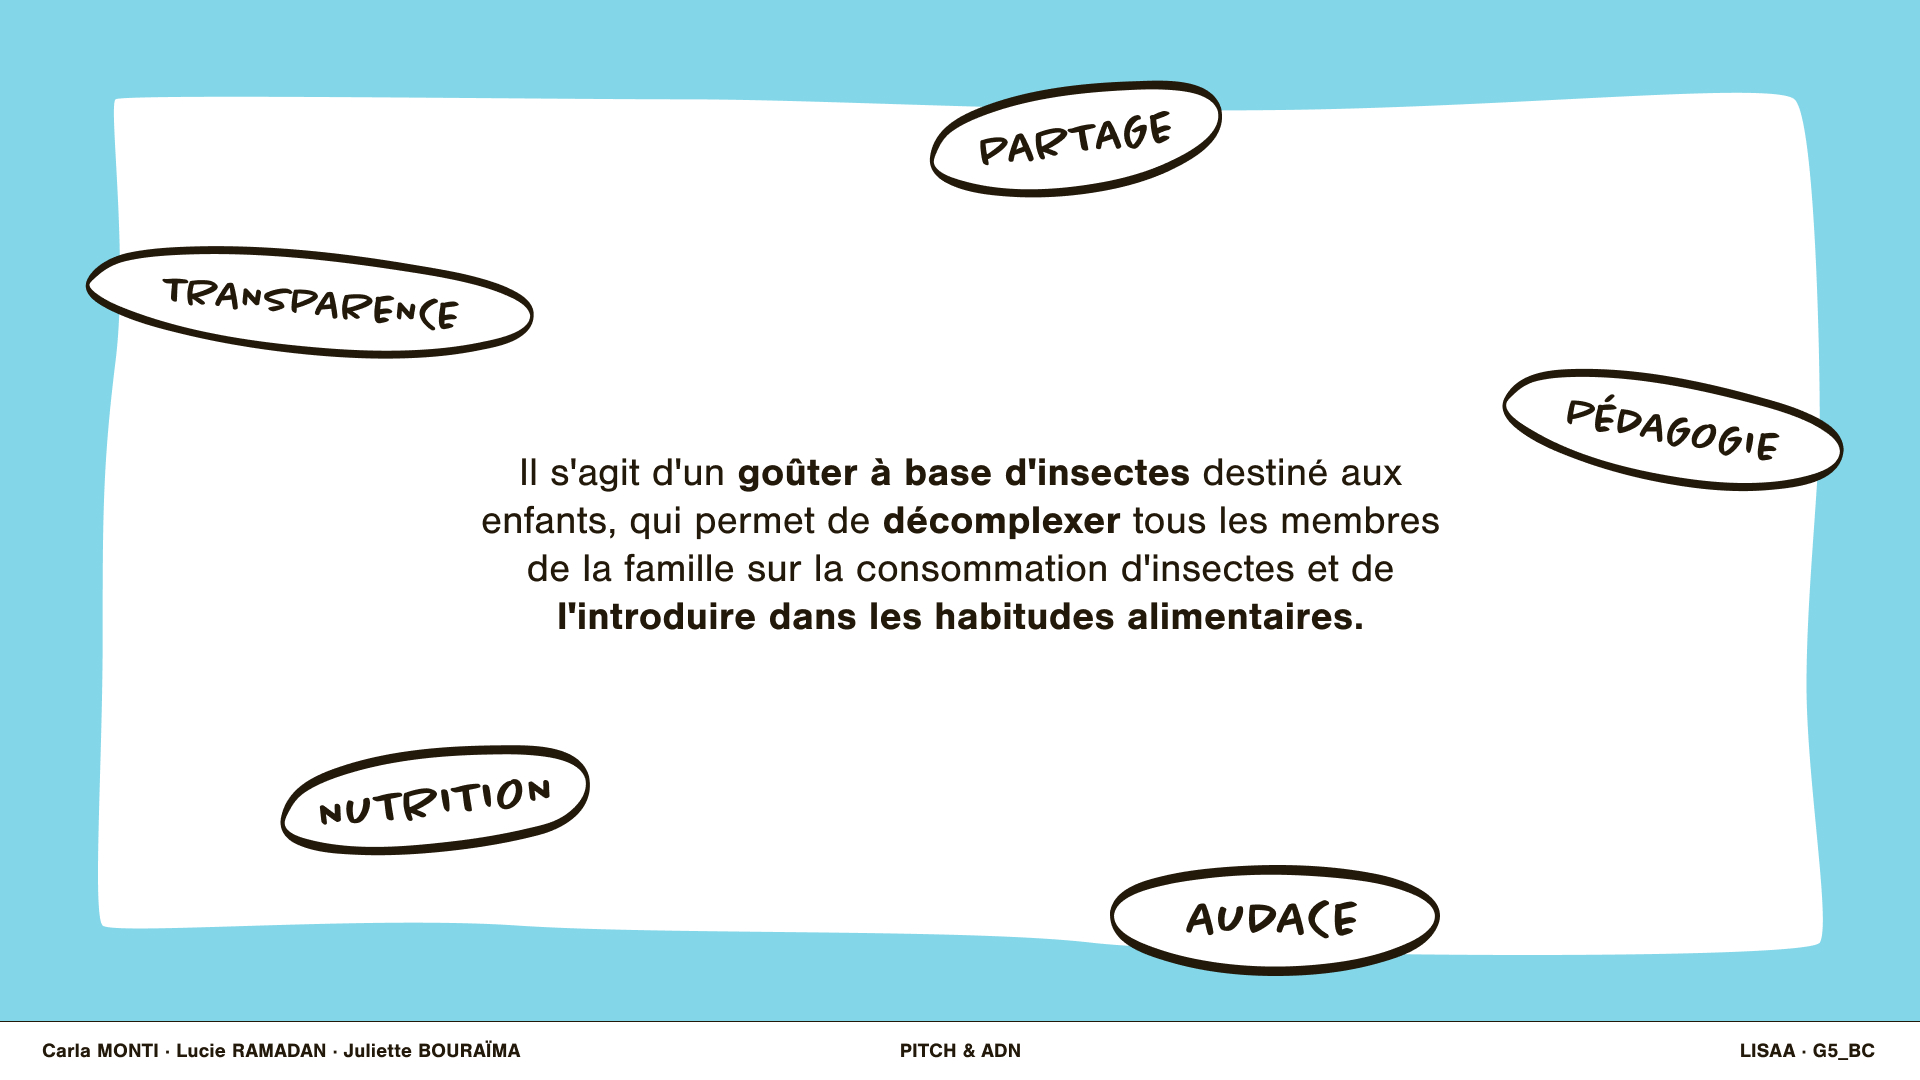 PARTAGE
TRANSPARENCE
PÉDAGOGIE
Il s'agit d'un goûter à base d'insectes destiné aux
enfants, qui permet de décomplexer tous les membres
de la famille sur la consommation d'insectes et de
l'introduire dans les habitudes alimentaires.
NUTRITION
AUDACE
Carla MONTI · Lucie RAMADAN · Juliette BOURAÏMA
PITCH & ADN
LISAA · G5_BC